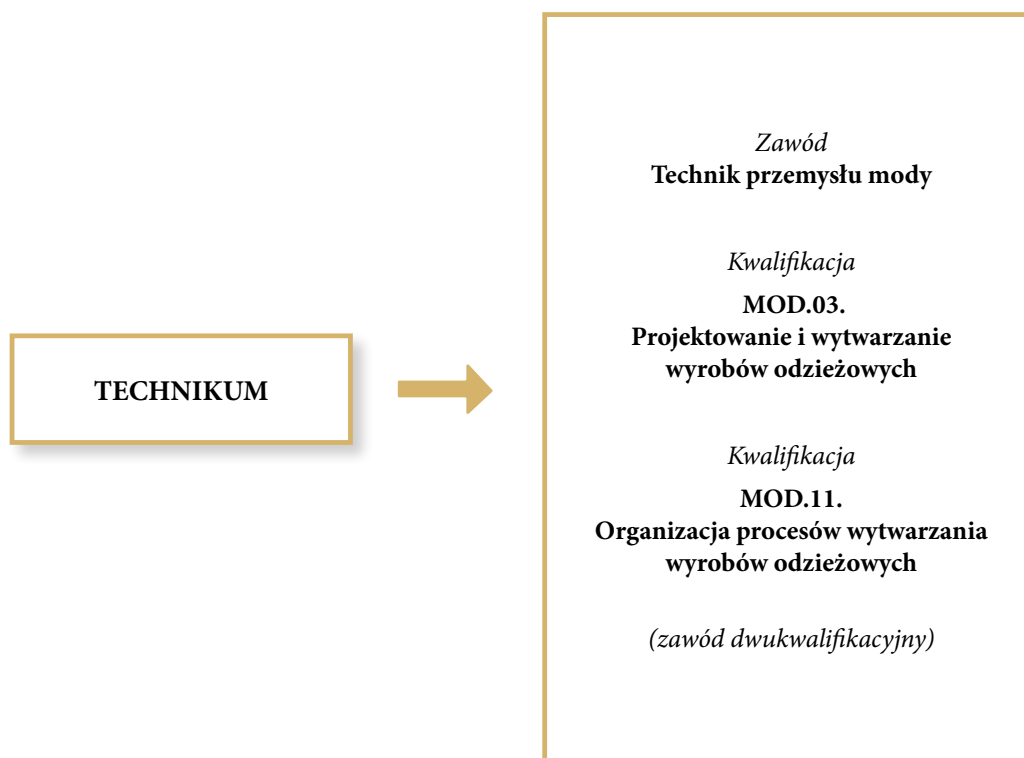 TECHNIKUM
Zawód
Technik przemysłu mody
Kwalifikacja
MOD.03.
Projektowanie i wytwarzanie
wyrobów odzieżowych
Kwalifikacja
MOD.11.
Organizacja procesów wytwarzania
wyrobów odzieżowych
(zawód dwukwalifikacyjny)